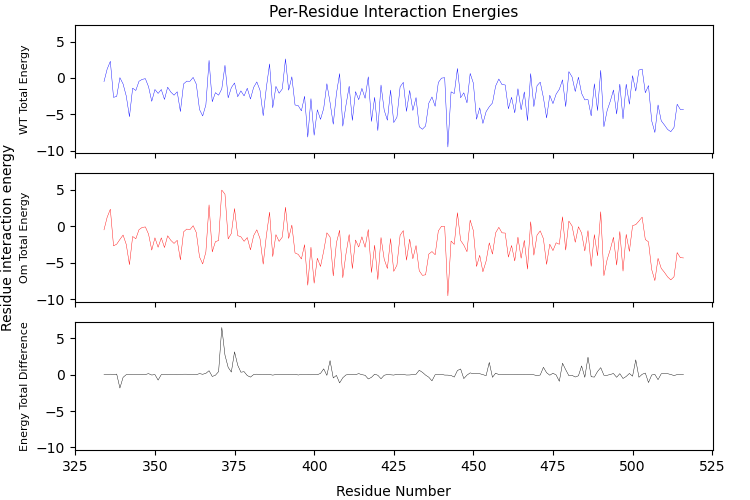 Per-Residue Interaction Energies
Residue interaction energy
WT Total Energy
5
0
−5
−10
Om Total Energy
5
0
−5
−10
Energy Total Difference
5
0
−5
−10
325 350 375 400 425 450 475 500 525
Residue Number